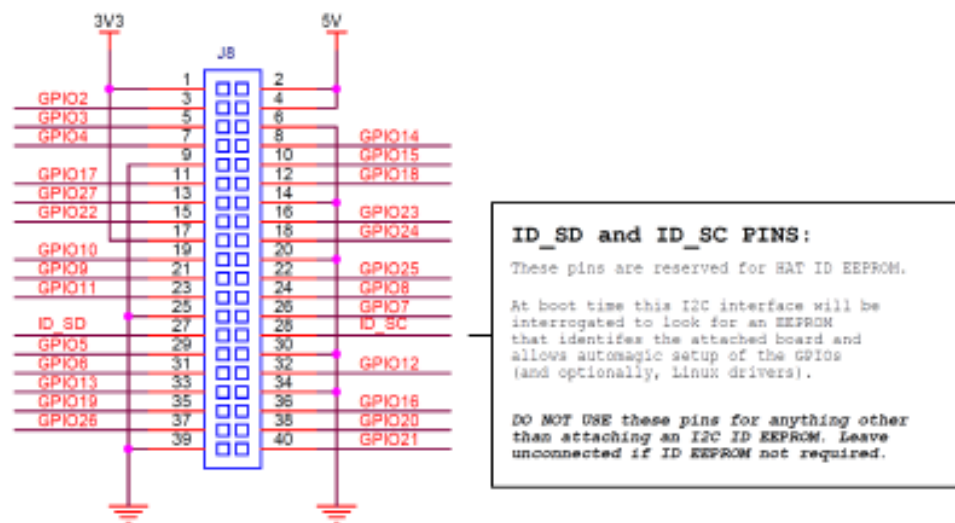 3V3 5V
J8
1 2
GPIO2 3 4
GPIO3 5 6
GPIO4 7 8 GPIO14
9 10 GPIO15
GPIO17 11 12 GPIO18
GPIO27 13 14
GPIO22 15 16 GPIO23
17 18 GPIO24
GPIO10 19 20
GPIO9 21 22 GPIO25
GPIO11 23 24 GPIO8
25 26 GPIO7
ID_SD 27 28 ID_SC
GPIO5 29 30
GPIO6 31 32 GPIO12
GPIO13 33 34
GPIO19 35 36 GPIO16
GPIO26 37 38 GPIO20
39 40 GPIO21
ID_SD and ID_SC PINS:
These pins are reserved for HAT ID EEPROM.
At boot time this I2C interface will be
interrogated to look for an EEPROM
that identifes the attached board and
allows automagic setup of the GPIOs
(and optionally, Linux drivers).
DO NOT USE these pins for anything other
than attaching an I2C ID EEPROM. Leave
unconnected if ID EEPROM not required.